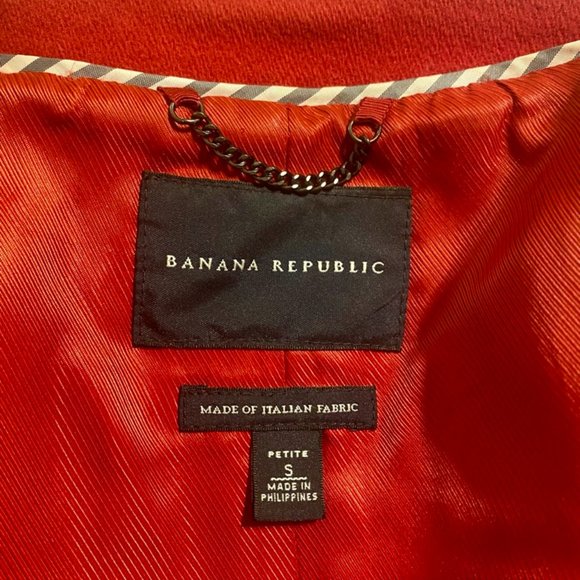 BANANA REPUBLIC
MADE OF ITALIAN FABRIC
PETITE
S
MADE IN
PHILIPPINES